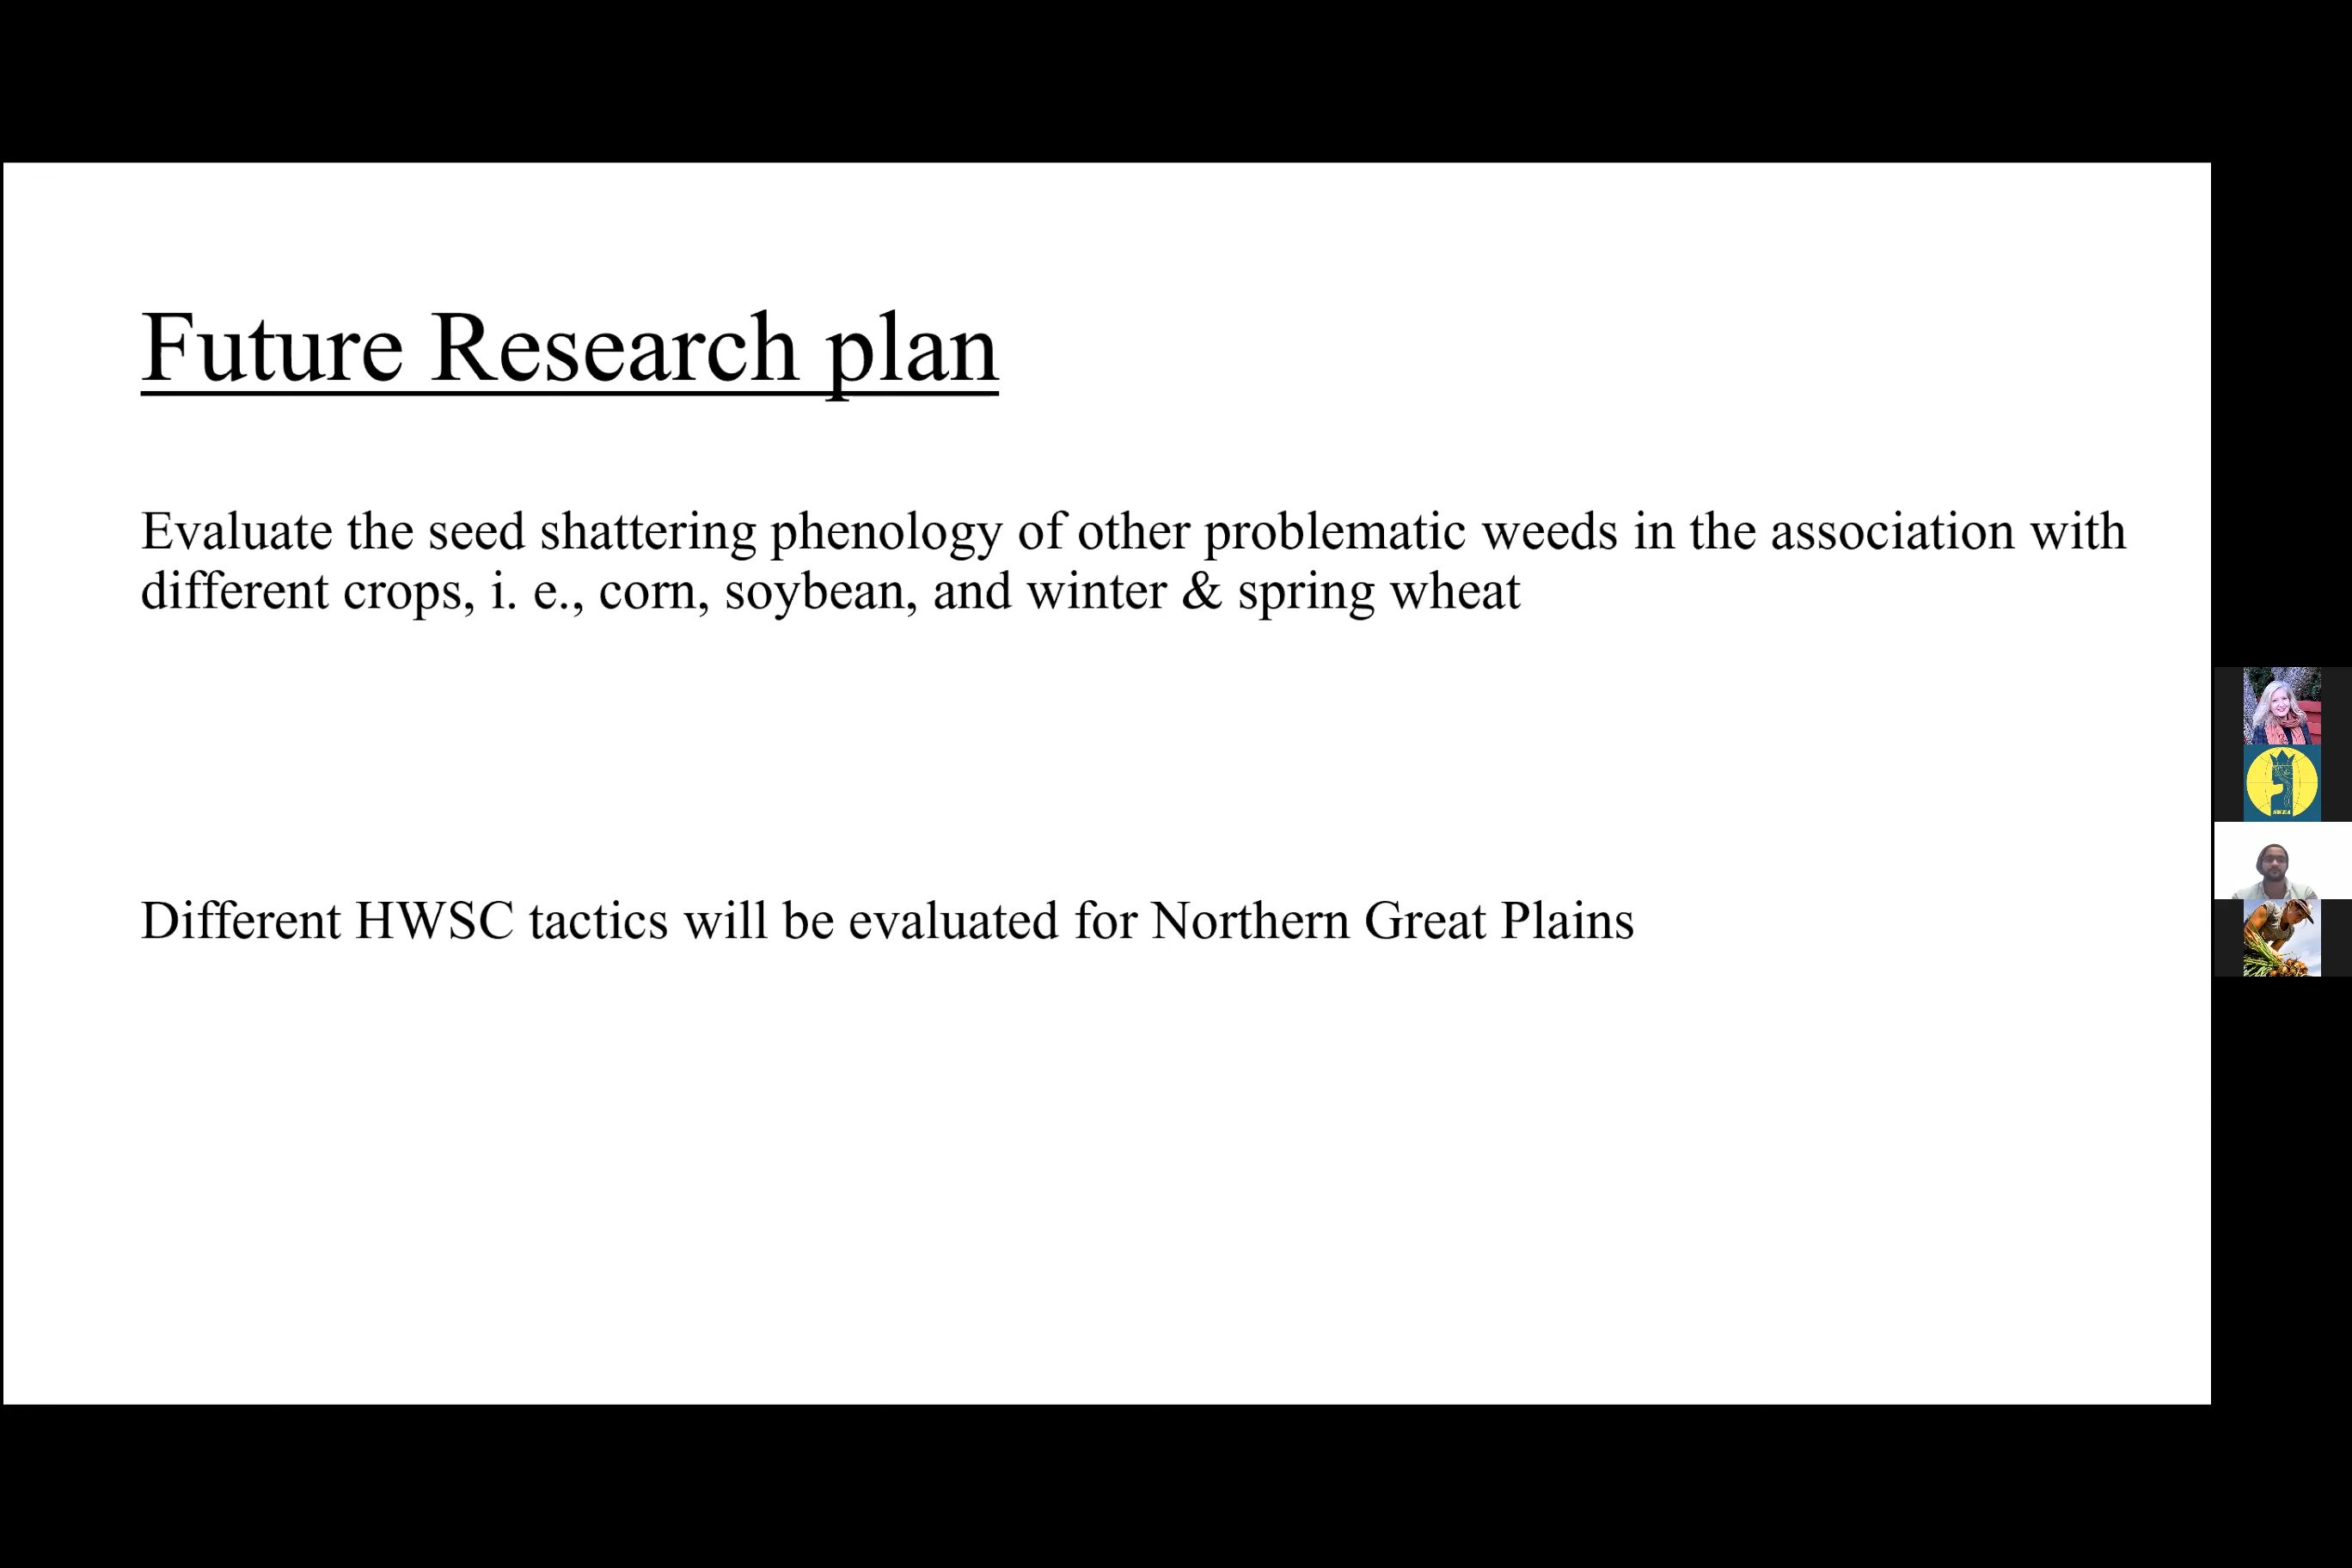 Future Research plan
Evaluate the seed shattering phenology of other problematic weeds in the association with
different crops, i. e., corn, soybean, and winter & spring wheat
Different HWSC tactics will be evaluated for Northern Great Plains